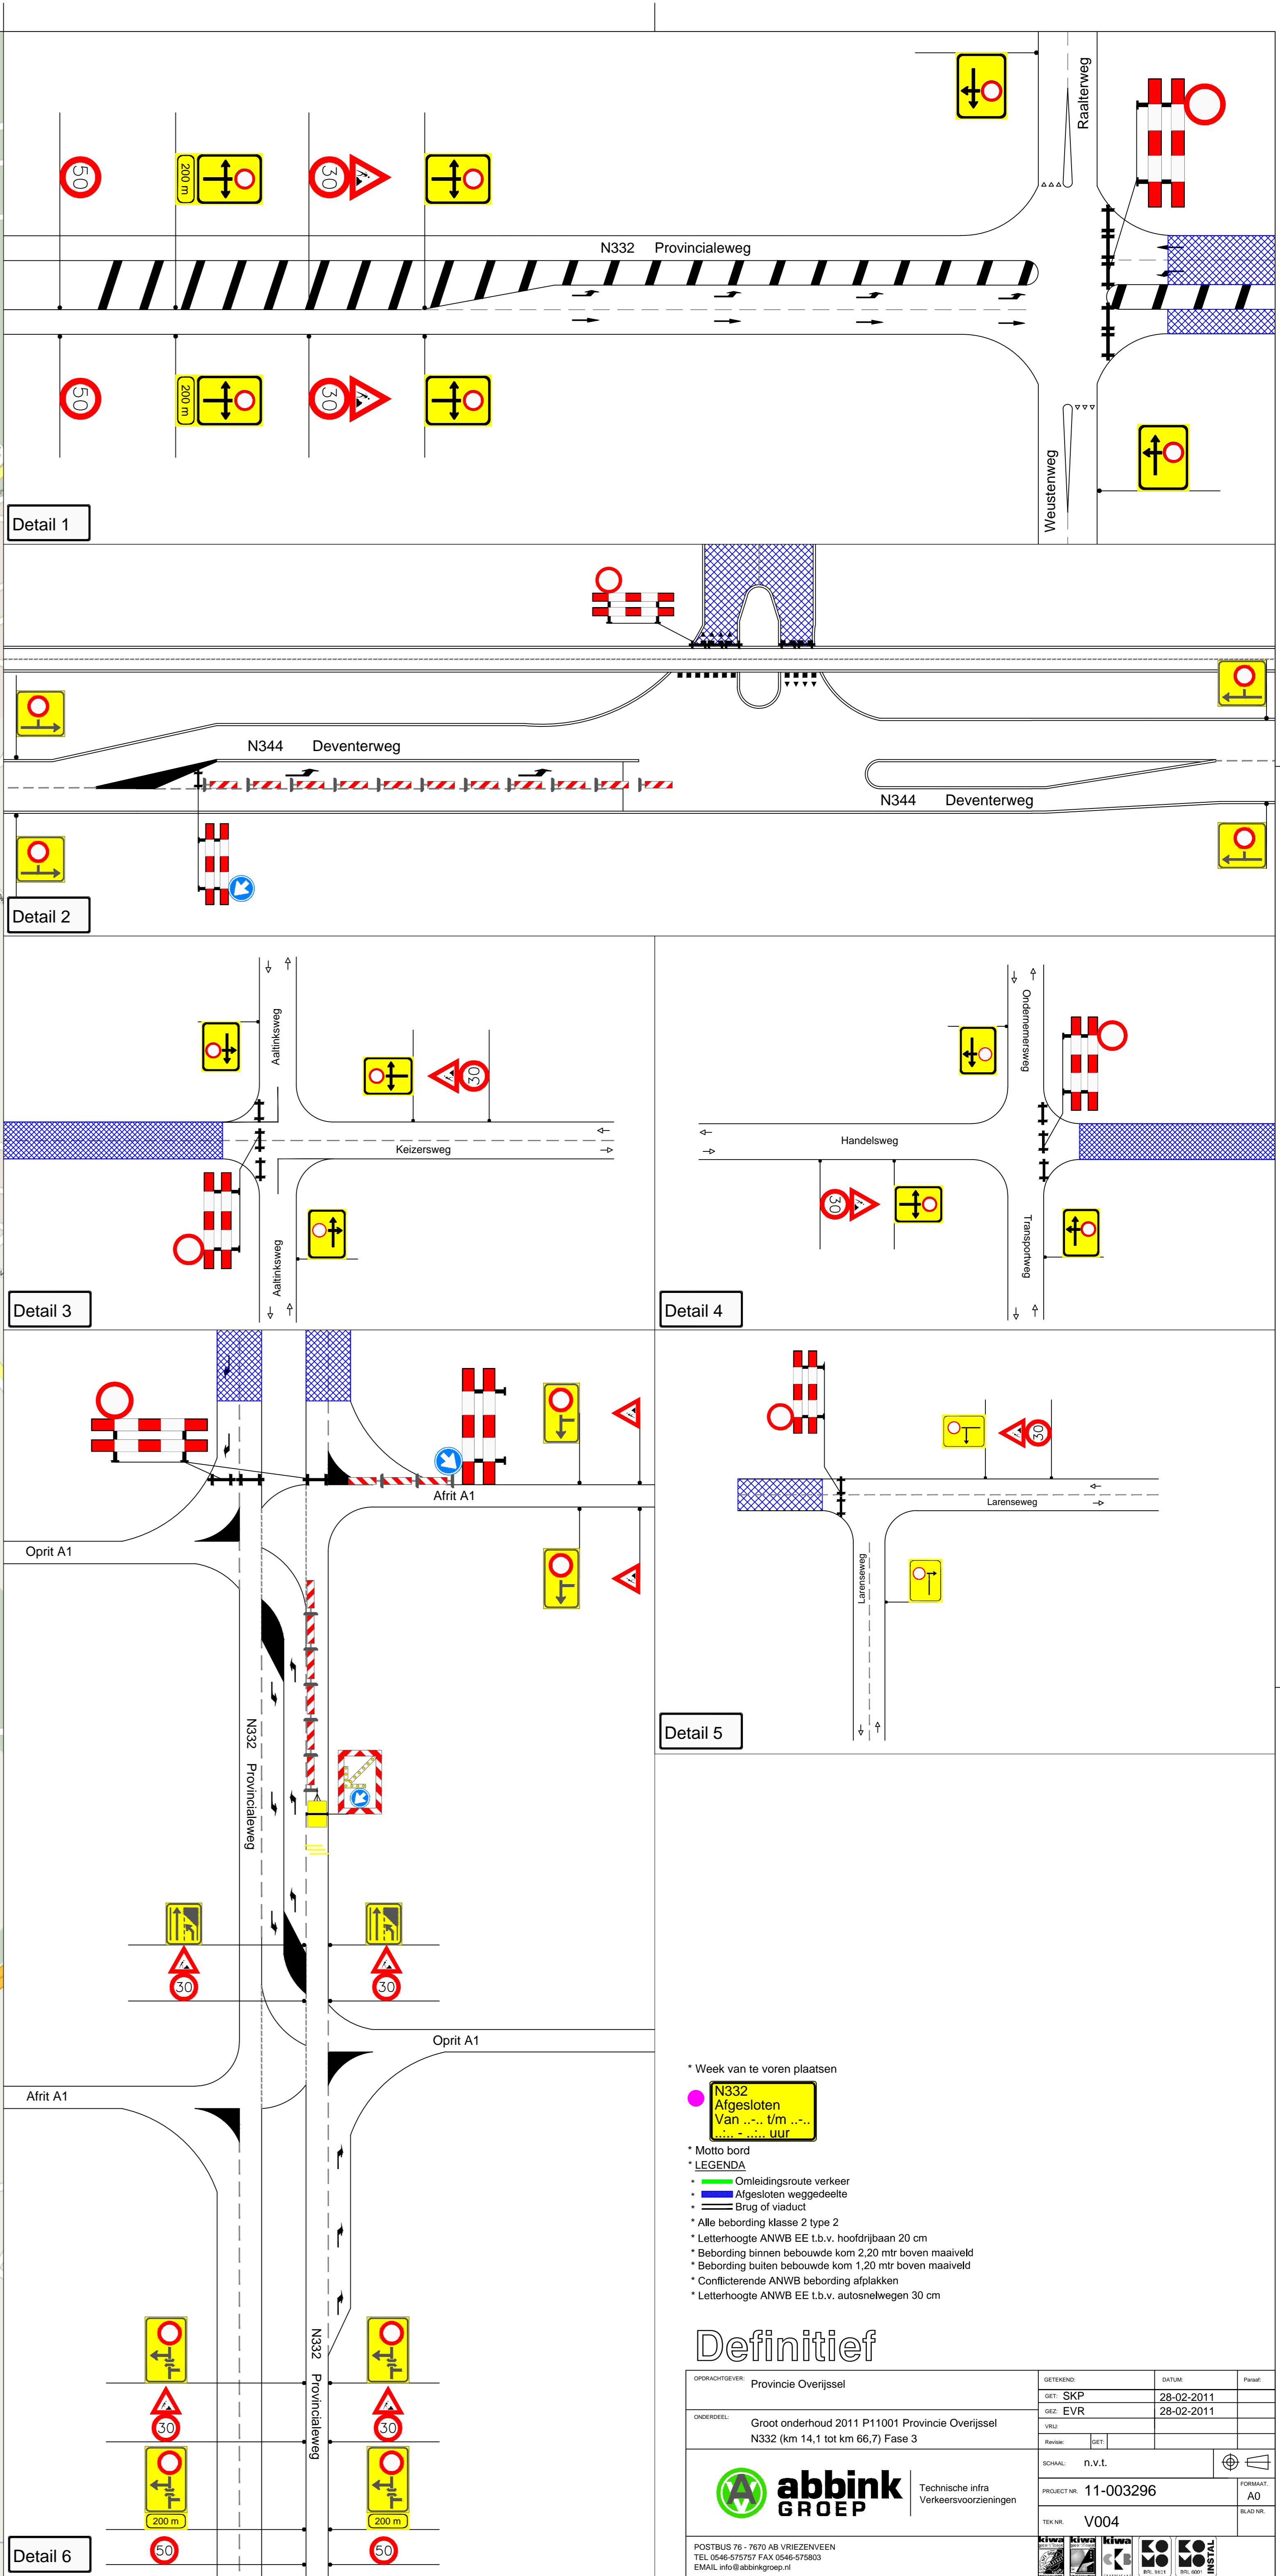 Raalterweg
50
200 m
30
N332 Provincialeweg
50
200 m
30
Weustenweg
Detail 1
N344 Deventerweg
N344 Deventerweg
Detail 2
Aaltinksweg
30
Keizersweg
Aaltinksweg
Detail 3
Ondernemersweg
Handelsweg
30
Transportweg
Detail 4
Afrit A1
Oprit A1
N332 Provincialeweg
30
30
Oprit A1
Afrit A1
N332 Provincialeweg
30
30
200 m
200 m
50
50
Detail 6
30
Larenseweg
Larenseweg
Detail 5
* Week van te voren plaatsen
N332
Afgesloten
Van ..-.. t/m ..-..
..:.. - ..:.. uur
* Motto bord
* LEGENDA
* Omleidingsroute verkeer
* Afgesloten weggedeelte
* Brug of viaduct
* Alle bebording klasse 2 type 2
* Letterhoogte ANWB EE t.b.v. hoofdrijbaan 20 cm
* Bebording binnen bebouwde kom 2,20 mtr boven maaiveld
* Bebording buiten bebouwde kom 1,20 mtr boven maaiveld
* Conflicterende ANWB bebording afplakken
* Letterhoogte ANWB EE t.b.v. autosnelwegen 30 cm
Definitief
OPDRACHTGEVER: Provincie Overijssel
ONDERDEEL: Groot onderhoud 2011 P11001 Provincie Overijssel
N332 (km 14,1 tot km 66,7) Fase 3
GETEKEND: DATUM: Paraaf:
GET: SKP 28-02-2011
GEZ: EVR 28-02-2011
VRIJ:
Revisie: GET:
SCHAAL: n.v.t.
PROJECT NR. 11-003296
FORMAAT. A0
TEK NR. V004
BLAD NR.
abbink
GROEP
Technische infra
Verkeersvoorzieningen
POSTBUS 76 - 7670 AB VRIEZENVEEN
TEL 0546-575757 FAX 0546-575803
EMAIL info@abbinkgroep.nl
kiwa
kiwa
kiwa
KOMO
KOMO
INSTAL